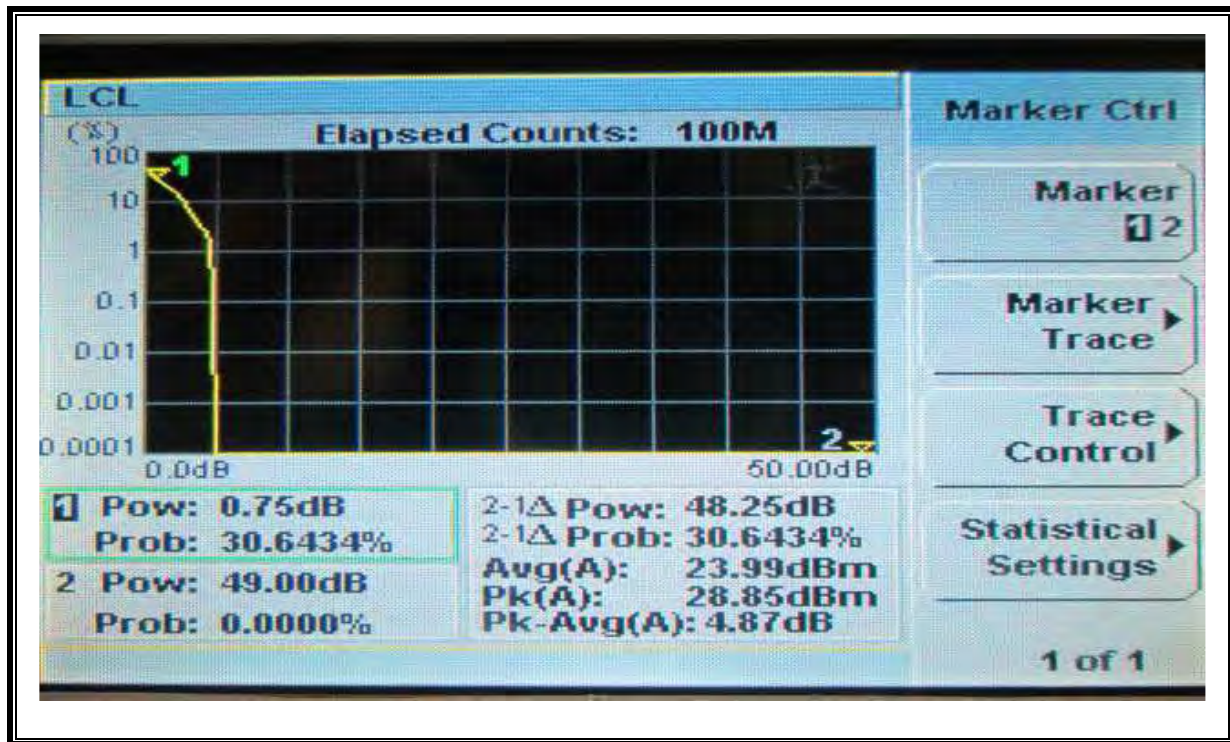 LCL
(%)
Elapsed Counts: 100M
100
10
1
0.1
0.01
0.001
0.0001
1
2
0.0dB
50.00dB
1 Pow: 0.75dB
Prob: 30.6434%
2 Pow: 49.00dB
Prob: 0.0000%
2-1Δ Pow: 48.25dB
2-1Δ Prob: 30.6434%
Avg(A): 23.99dBm
Pk(A): 28.85dBm
Pk-Avg(A): 4.87dB
Marker Ctrl
Marker
1 2
Marker
Trace
Trace
Control
Statistical
Settings
1 of 1